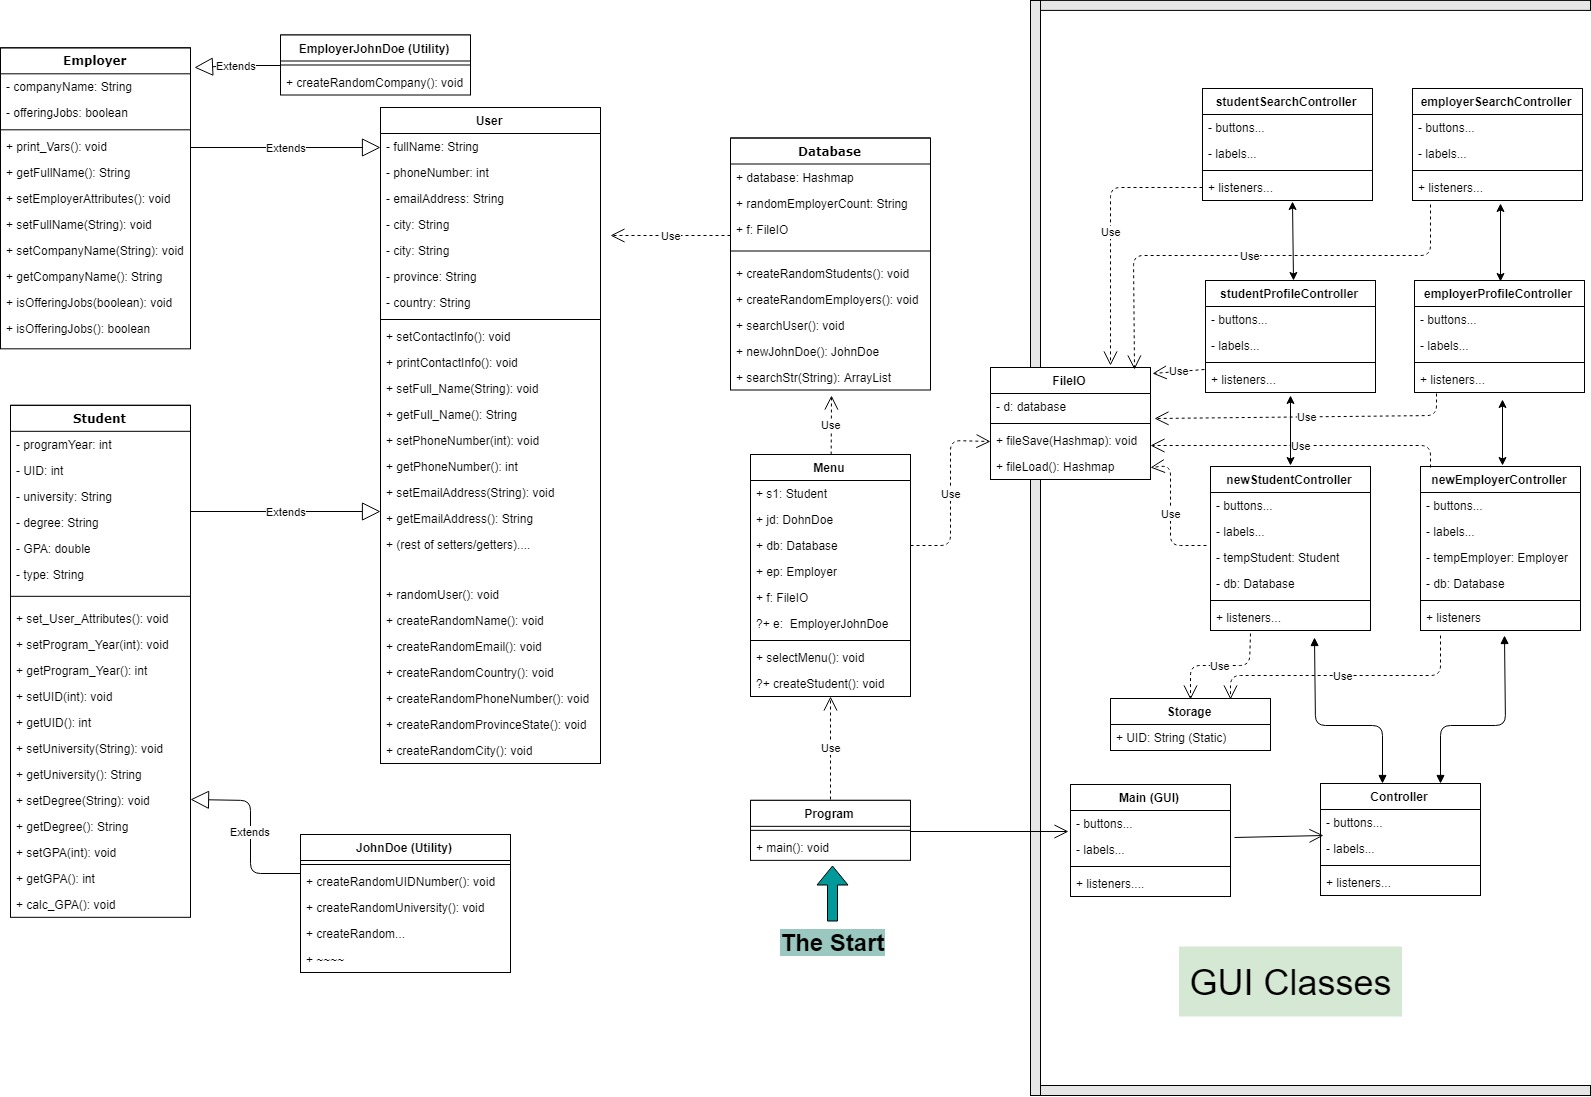 Employer
- companyName: String
- offeringJobs: boolean
+ print_Vars(): void
+ getFullName(): String
+ setEmployerAttributes(): void
+ setFullName(String): void
+ setCompanyName(String): void
+ getCompanyName(): String
+ isOfferingJobs(boolean): void
+ isOfferingJobs(): boolean
Extends
EmployerJohnDoe (Utility)
+ createRandomCompany(): void
Extends
User
- fullName: String
- phoneNumber: int
- emailAddress: String
- city: String
- city: String
- province: String
- country: String
+ setContactInfo(): void
+ printContactInfo(): void
+ setFull_Name(String): void
+ getFull_Name(): String
+ setPhoneNumber(int): void
+ getPhoneNumber(): int
+ setEmailAddress(String): void
+ getEmailAddress(): String
+ (rest of setters/getters)....
+ randomUser(): void
+ createRandomName(): void
+ createRandomEmail(): void
+ createRandomCountry(): void
+ createRandomPhoneNumber(): void
+ createRandomProvinceState(): void
+ createRandomCity(): void
Student
- programYear: int
- UID: int
- university: String
- degree: String
- GPA: double
- type: String
+ set_User_Attributes(): void
+ setProgram_Year(int): void
+ getProgram_Year(): int
+ setUID(int): void
+ getUID(): int
+ setUniversity(String): void
+ getUniversity(): String
+ setDegree(String): void
+ getDegree(): String
+ setGPA(int): void
+ getGPA(): int
+ calc_GPA(): void
Extends
Extends
JohnDoe (Utility)
+ createRandomUIDNumber(): void
+ createRandomUniversity(): void
+ createRandom...
+ ~~~~
Use
Database
+ database: Hashmap
+ randomEmployerCount: String
+ f: FileIO
+ createRandomStudents(): void
+ createRandomEmployers(): void
+ searchUser(): void
+ newJohnDoe(): JohnDoe
+ searchStr(String): ArrayList
Use
Menu
+ s1: Student
+ jd: DohnDoe
+ db: Database
+ ep: Employer
+ f: FileIO
?+ e:  EmployerJohnDoe
+ selectMenu(): void
?+ createStudent(): void
Use
Use
Program
+ main(): void
The Start
FileIO
- d: database
+ fileSave(Hashmap): void
+ fileLoad(): Hashmap
studentSearchController
- buttons...
- labels...
+ listeners...
employerSearchController
- buttons...
- labels...
+ listeners...
Use
Use
studentProfileController
- buttons...
- labels...
+ listeners...
employerProfileController
- buttons...
- labels...
+ listeners...
Use
Use
Use
Use
newStudentController
- buttons...
- labels...
- tempStudent: Student
- db: Database
+ listeners...
newEmployerController
- buttons...
- labels...
- tempEmployer: Employer
- db: Database
+ listeners
Use
Use
Storage
+ UID: String (Static)
Main (GUI)
- buttons...
- labels...
+ listeners....
Controller
- buttons...
- labels...
+ listeners...
GUI Classes